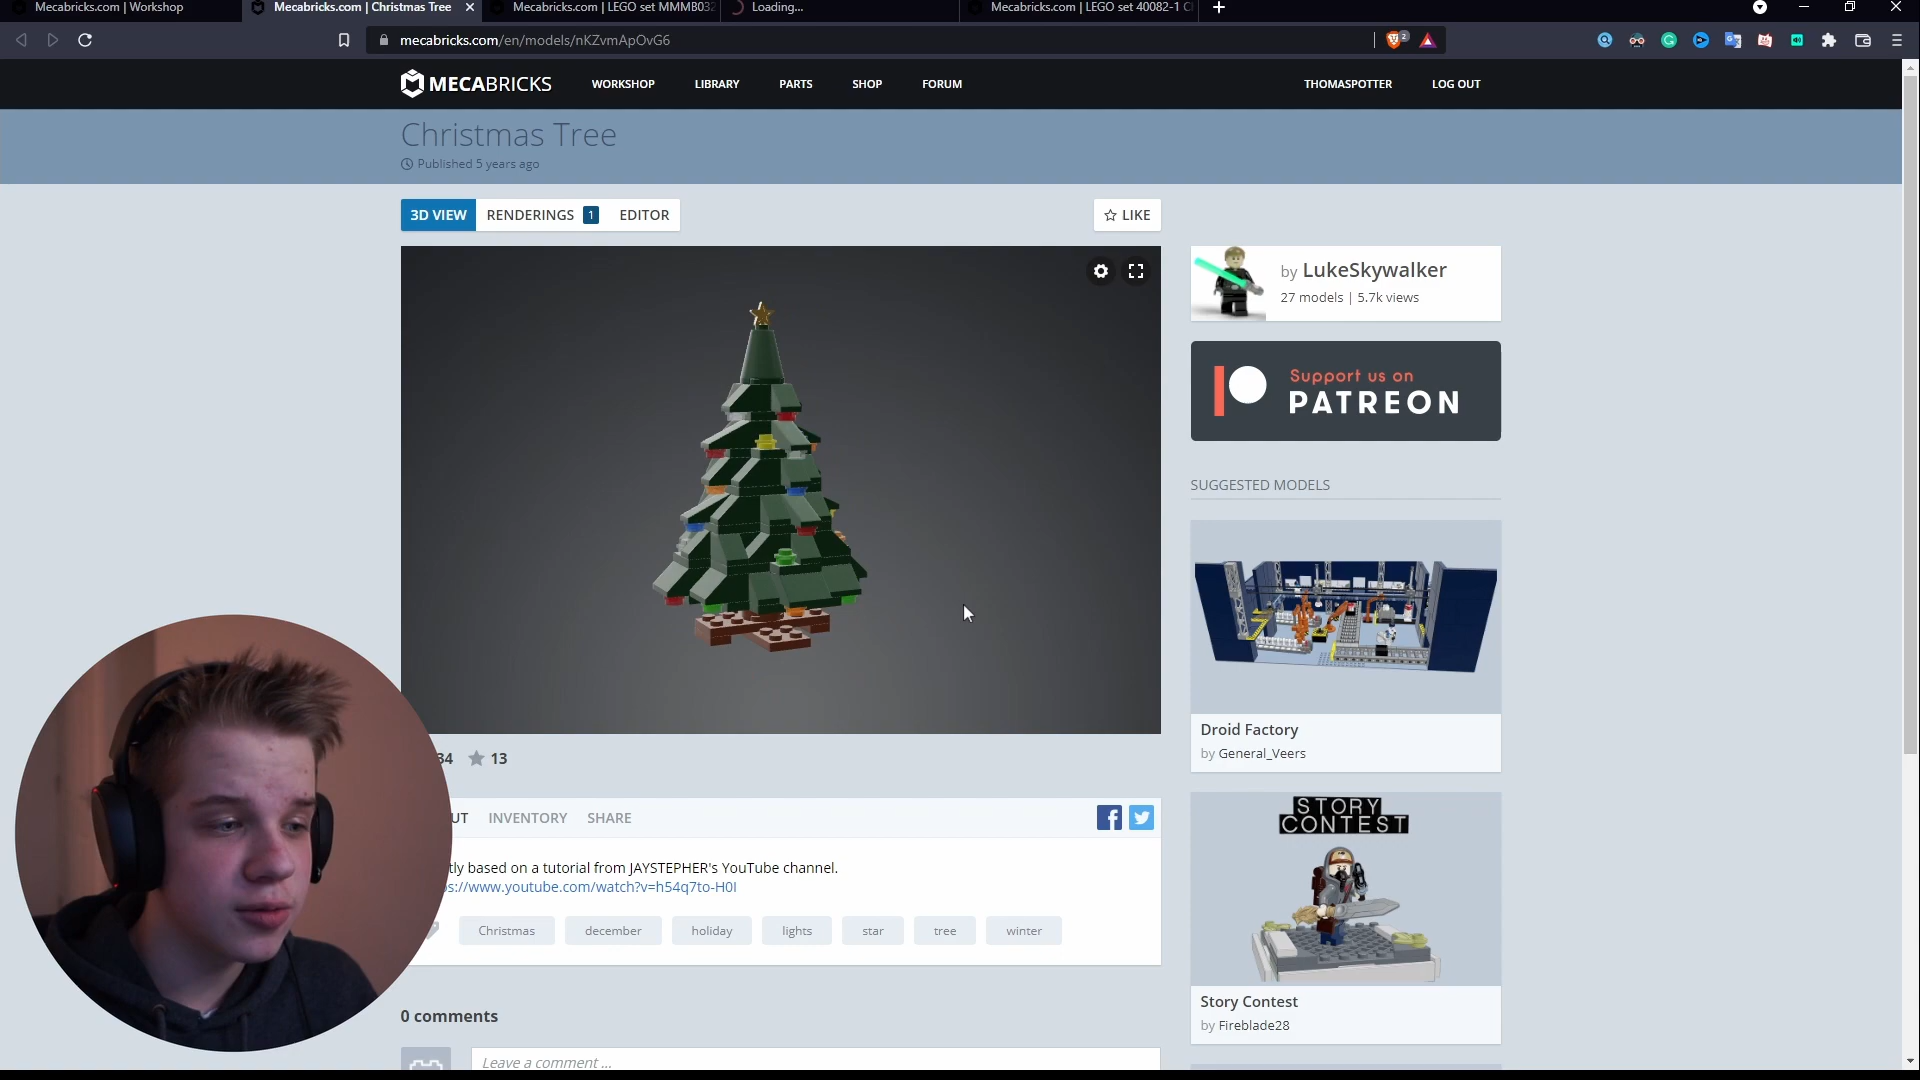 Mecabricks.com | Workshop
Mecabricks.com | Christmas Tree
Mecabricks.com | LEGO set MMMB032
Loading...
Mecabricks.com | LEGO set 40082-1 C
mecabricks.com/en/models/nKZvmApOvG6
2
MECABRICKS
WORKSHOP
LIBRARY
PARTS
SHOP
FORUM
THOMASPOTTER
LOG OUT
Christmas Tree
Published 5 years ago
3D VIEW
RENDERINGS 1
EDITOR
LIKE
by LukeSkywalker
27 models | 5.7k views
Support us on
PATREON
SUGGESTED MODELS
Droid Factory
by General_Veers
STORY
CONTEST
Story Contest
by Fireblade28
34
13
UT
INVENTORY
SHARE
tly based on a tutorial from JAYSTEPHER's YouTube channel.
ps://www.youtube.com/watch?v=h54q7to-H0I
Christmas
december
holiday
lights
star
tree
winter
0 comments
Leave a comment ...